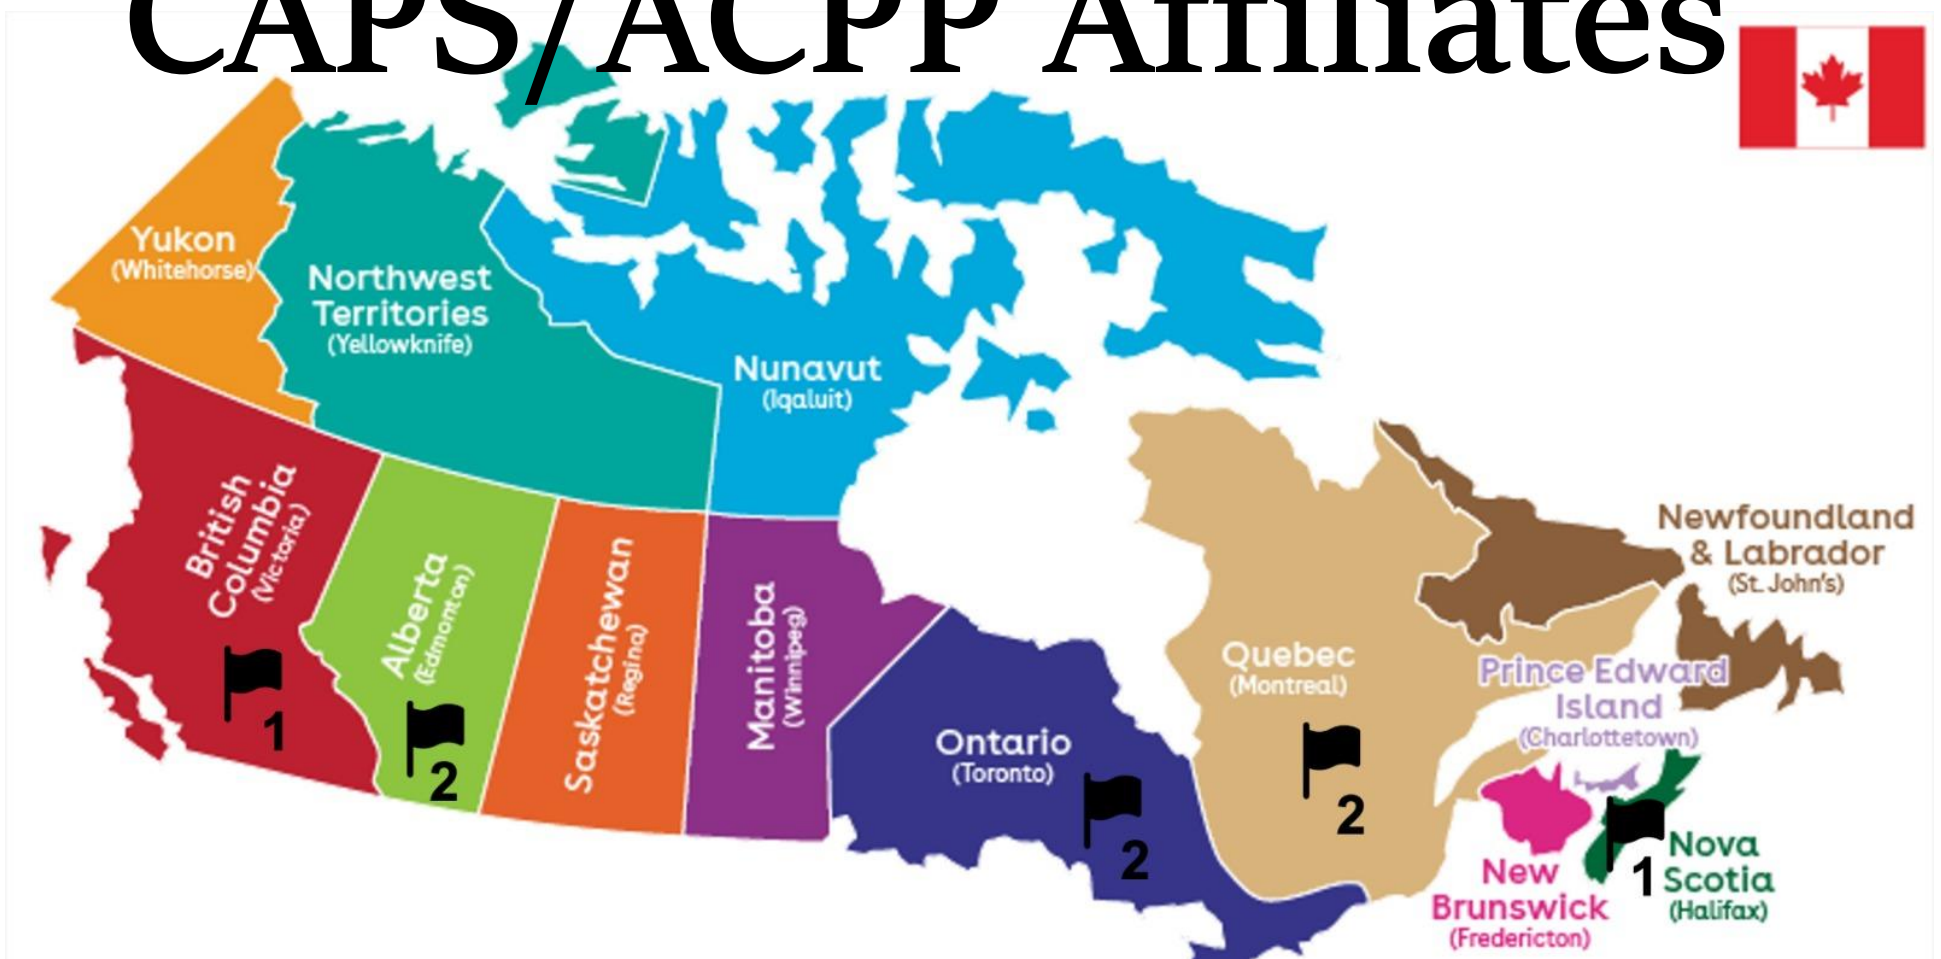 CAPS/ACPP Affiliates
Yukon
(Whitehorse)
Northwest
Territories
(Yellowknife)
Nunavut
(Iqaluit)
British
Columbia
(Victoria)
1
Alberta
(Edmonton)
2
Saskatchewan
(Regina)
Manitoba
(Winnipeg)
Ontario
(Toronto)
2
Quebec
(Montreal)
2
Newfoundland
& Labrador
(St. John's)
Prince Edward
Island
(Charlottetown)
New
Brunswick
(Fredericton)
1
Nova
Scotia
(Halifax)